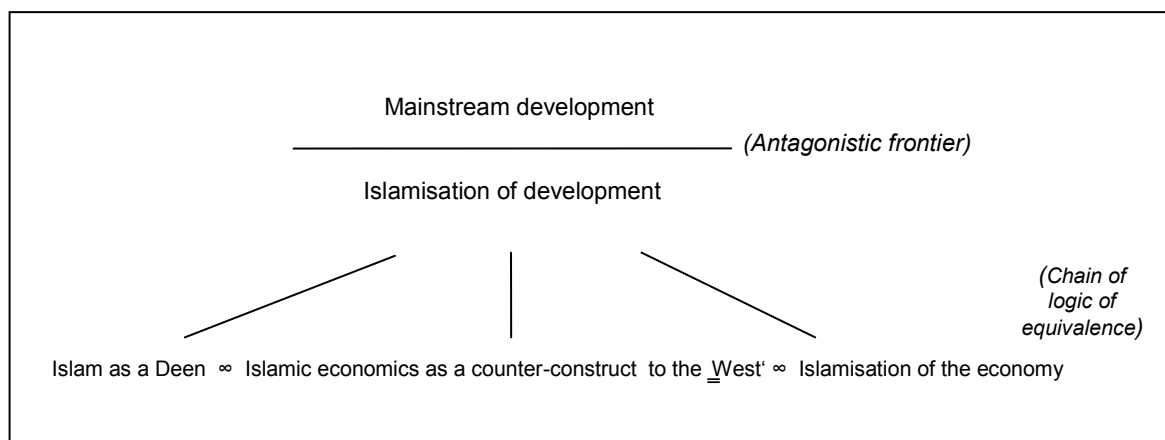 Mainstream development
(Antagonistic frontier)
Islamisation of development
(Chain of
logic of
equivalence)
Islam as a Deen ∞ Islamic economics as a counter-construct to the ‗West‘ ∞ Islamisation of the economy